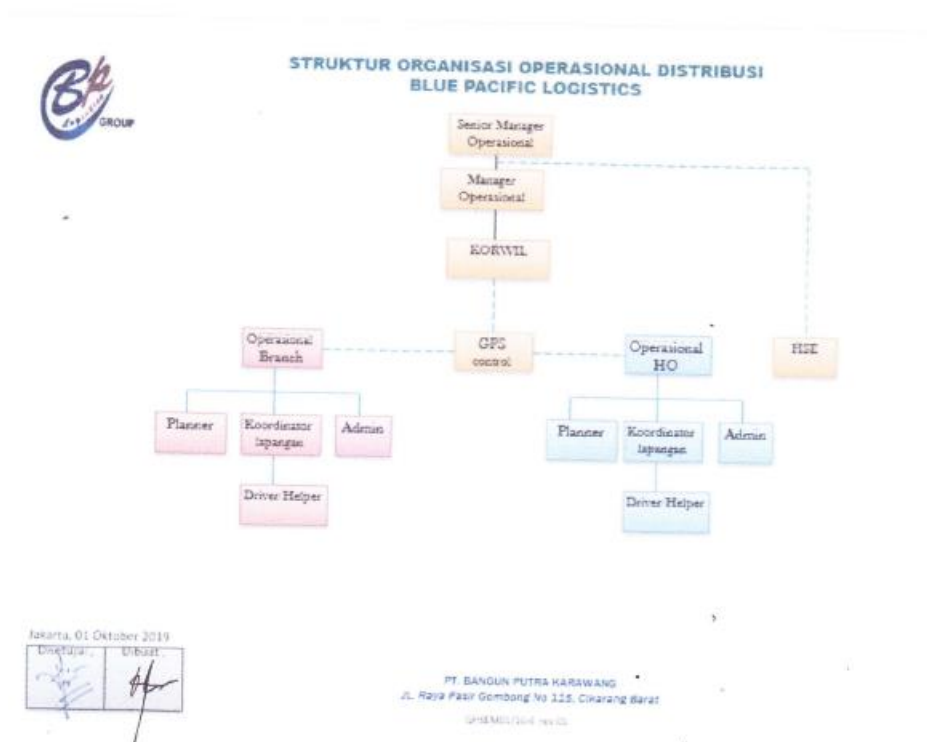 Bp
Logistics
GROUP
STRUKTUR ORGANISASI OPERASIONAL DISTRIBUSI
BLUE PACIFIC LOGISTICS
Senior Manager
Operasional
Manager
Operasional
KORWIL
Operasional
Branch
GPS
control
Operasional
HO
HSE
Planner
Koordinator
lapangan
Admin
Planner
Koordinator
lapangan
Admin
Driver Helper
Driver Helper
Jakarta, 01 Oktober 2019
Disetujui,
Dibuat,
PT. BANGUN PUTRA KARAWANG
JL. Raya Pasir Gombong No 115, Cikarang Barat